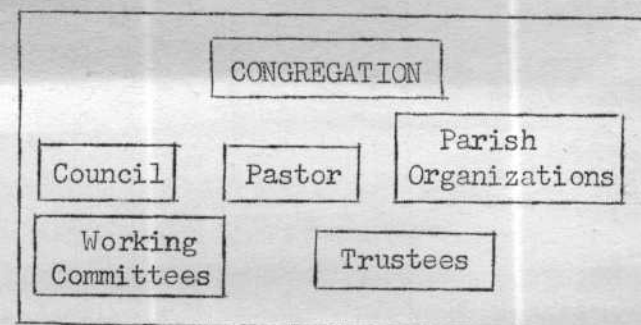 CONGREGATION
Council
Pastor
Parish
Organizations
Working
Committees
Trustees